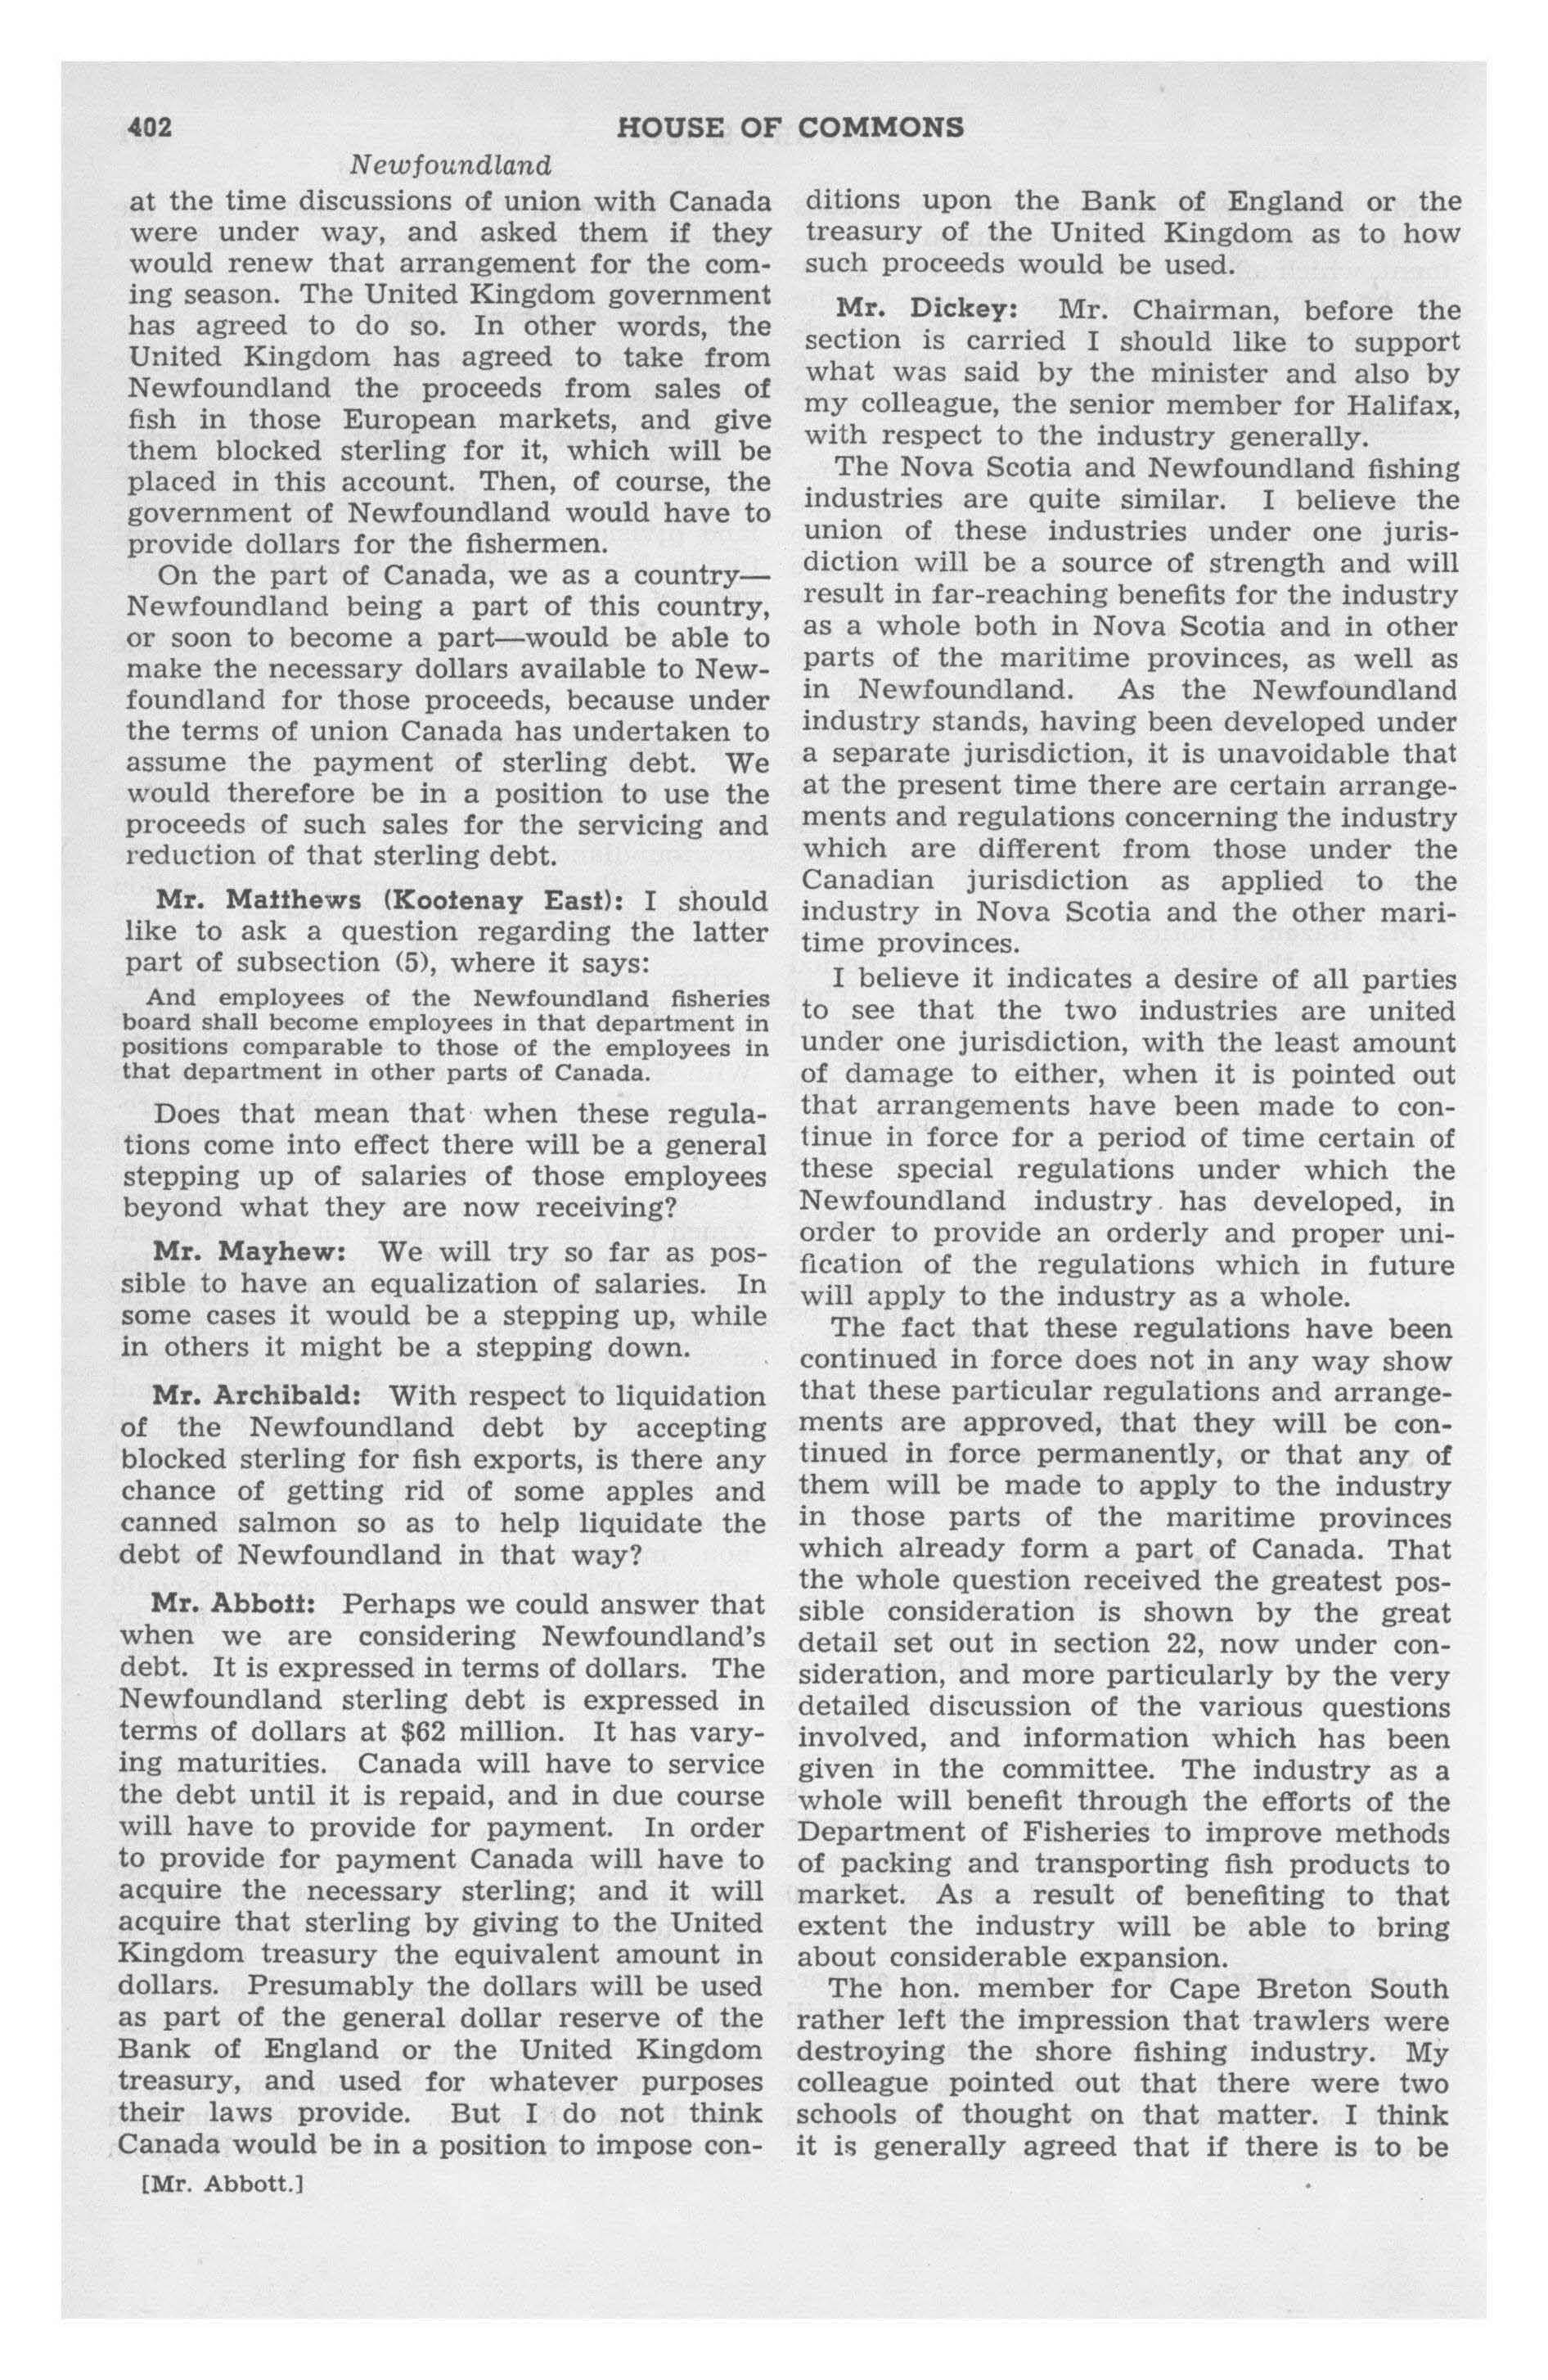 402
HOUSE OF COMMONS
Newfoundland
at the time discussions of union with Canada
were under way, and asked them if they
would renew that arrangement for the com-
ing season. The United Kingdom government
has agreed to do so. In other words, the
United Kingdom has agreed to take from
Newfoundland the proceeds from sales of
fish in those European markets, and give
them blocked sterling for it, which will be
placed in this account. Then, of course, the
government of Newfoundland would have to
provide dollars for the fishermen.
On the part of Canada, we as a country—
Newfoundland being a part of this country,
or soon to become a part—would be able to
make the necessary dollars available to New-
foundland for those proceeds, because under
the terms of union Canada has undertaken to
assume the payment of sterling debt. We
would therefore be in a position to use the
proceeds of such sales for the servicing and
reduction of that sterling debt.
Mr. Matthews (Kootenay East): I should
like to ask a question regarding the latter
part of subsection (5), where it says:
And employees of the Newfoundland fisheries
board shall become employees in that department in
positions comparable to those of the employees in
that department in other parts of Canada.
Does that mean that when these regula-
tions come into effect there will be a general
stepping up of salaries of those employees
beyond what they are now receiving?
Mr. Mayhew: We will try so far as pos-
sible to have an equalization of salaries. In
some cases it would be a stepping up, while
in others it might be a stepping down.
Mr. Archibald: With respect to liquidation
of the Newfoundland debt by accepting
blocked sterling for fish exports, is there any
chance of getting rid of some apples and
canned salmon so as to help liquidate the
debt of Newfoundland in that way?
Mr. Abbott: Perhaps we could answer that
when we are considering Newfoundland's
debt. It is expressed in terms of dollars. The
Newfoundland sterling debt is expressed in
terms of dollars at $62 million. It has vary-
ing maturities. Canada will have to service
the debt until it is repaid, and in due course
will have to provide for payment. In order
to provide for payment Canada will have to
acquire the necessary sterling; and it will
acquire that sterling by giving to the United
Kingdom treasury the equivalent amount in
dollars. Presumably the dollars will be used
as part of the general dollar reserve of the
Bank of England or the United Kingdom
treasury, and used for whatever purposes
their laws provide. But I do not think
Canada would be in a position to impose con-
[Mr. Abbott.]
ditions upon the Bank of England or the
treasury of the United Kingdom as to how
such proceeds would be used.
Mr. Dickey: Mr. Chairman, before the
section is carried I should like to support
what was said by the minister and also by
my colleague, the senior member for Halifax,
with respect to the industry generally.
The Nova Scotia and Newfoundland fishing
industries are quite similar. I believe the
union of these industries under one juris-
diction will be a source of strength and will
result in far-reaching benefits for the industry
as a whole both in Nova Scotia and in other
parts of the maritime provinces, as well as
in Newfoundland. As the Newfoundland
industry stands, having been developed under
a separate jurisdiction, it is unavoidable that
at the present time there are certain arrange-
ments and regulations concerning the industry
which are different from those under the
Canadian jurisdiction as applied to the
industry in Nova Scotia and the other mari-
time provinces.
I believe it indicates a desire of all parties
to see that the two industries are united
under one jurisdiction, with the least amount
of damage to either, when it is pointed out
that arrangements have been made to con-
tinue in force for a period of time certain of
these special regulations under which the
Newfoundland industry has developed, in
order to provide an orderly and proper uni-
fication of the regulations which in future
will apply to the industry as a whole.
The fact that these regulations have been
continued in force does not in any way show
that these particular regulations and arrange-
ments are approved, that they will be con-
tinued in force permanently, or that any of
them will be made to apply to the industry
in those parts of the maritime provinces
which already form a part of Canada. That
the whole question received the greatest pos-
sible consideration is shown by the great
detail set out in section 22, now under con-
sideration, and more particularly by the very
detailed discussion of the various questions
involved, and information which has been
given in the committee. The industry as a
whole will benefit through the efforts of the
Department of Fisheries to improve methods
of packing and transporting fish products to
market. As a result of benefiting to that
extent the industry will be able to bring
about considerable expansion.
The hon. member for Cape Breton South
rather left the impression that trawlers were
destroying the shore fishing industry. My
colleague pointed out that there were two
schools of thought on that matter. I think
it is generally agreed that if there is to be